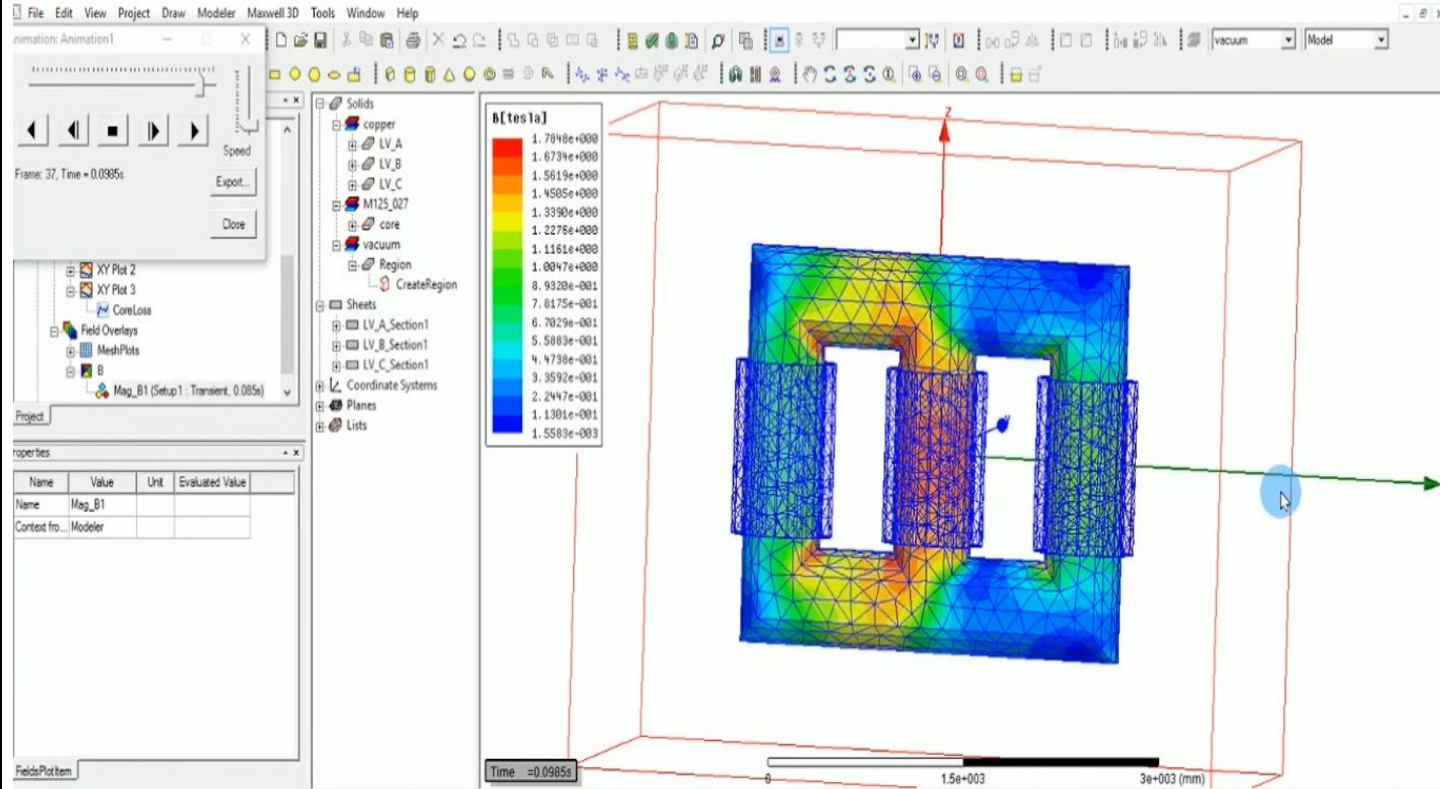 File Edit View Project Draw Modeler Maxwell 3D Tools Window Help
nimation: Animation1
vacuum
Model
Speed
Frame: 37, Time = 0.0985s
Export...
Close
XY Plot 2
XY Plot 3
CoreLoss
Field Overlays
MeshPlots
B
Mag_B1 (Setup1 : Transient, 0.085s)
Project
roperties
Name Value Unit Evaluated Value
Name Mag_B1
Context fro... Modeler
FieldsPlotItem
Solids
copper
LV_A
LV_B
LV_C
M125_027
core
vacuum
Region
CreateRegion
Sheets
LV_A_Section1
LV_B_Section1
LV_C_Section1
Coordinate Systems
Planes
Lists
B[tesla]
1.7848e+000
1.6734e+000
1.5619e+000
1.4505e+000
1.3390e+000
1.2276e+000
1.1161e+000
1.0047e+000
8.9320e-001
7.8175e-001
6.7029e-001
5.5883e-001
4.4738e-001
3.3592e-001
2.2447e-001
1.1301e-001
1.5583e-003
Z
Time =0.0985s
0 1.5e+003 3e+003 (mm)